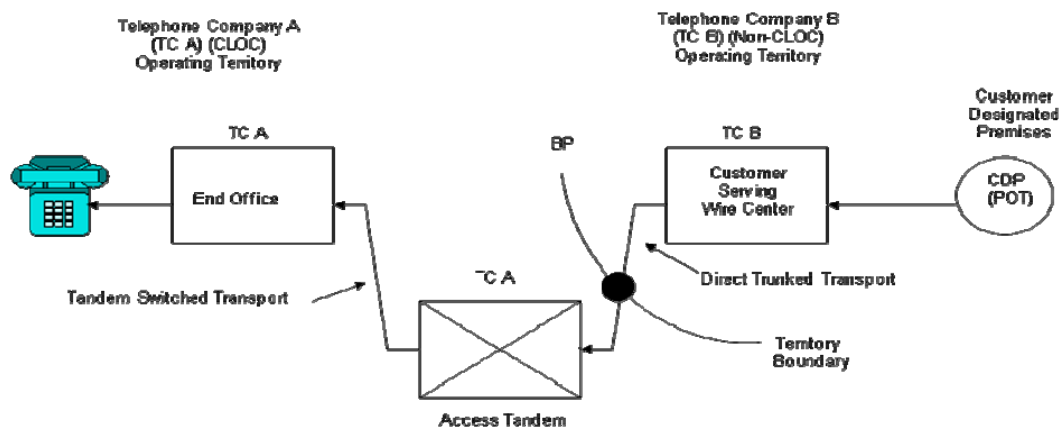 Telephone Company A
(TC A) (CLOC)
Operating Territory
Telephone Company B
(TC B) (Non-CLOC)
Operating Territory
Customer
Designated
Premises
TC A
End Office
BP
TC B
Customer
Serving
Wire Center
CDP
(POT)
Tandem Switched Transport
TC A
Direct Trunked Transport
Territory
Boundary
Access Tandem